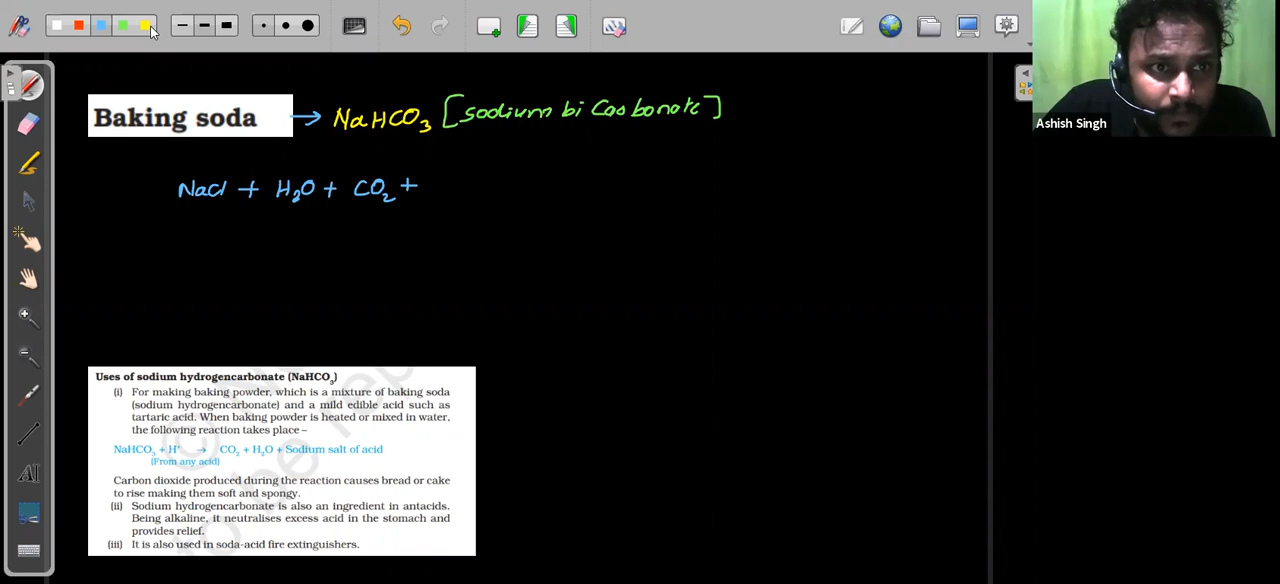 Baking soda → NaHCO₃ [sodium bi Carbonate]
NaCl + H₂O + CO₂ +
Ashish Singh
Uses of sodium hydrogencarbonate (NaHCO₃)
(i) For making baking powder, which is a mixture of baking soda
(sodium hydrogencarbonate) and a mild edible acid such as
tartaric acid. When baking powder is heated or mixed in water,
the following reaction takes place –
NaHCO₃ + H⁺ → CO₂ + H₂O + Sodium salt of acid
(From any acid)
Carbon dioxide produced during the reaction causes bread or cake
to rise making them soft and spongy.
(ii) Sodium hydrogencarbonate is also an ingredient in antacids.
Being alkaline, it neutralises excess acid in the stomach and
provides relief.
(iii) It is also used in soda-acid fire extinguishers.
AI